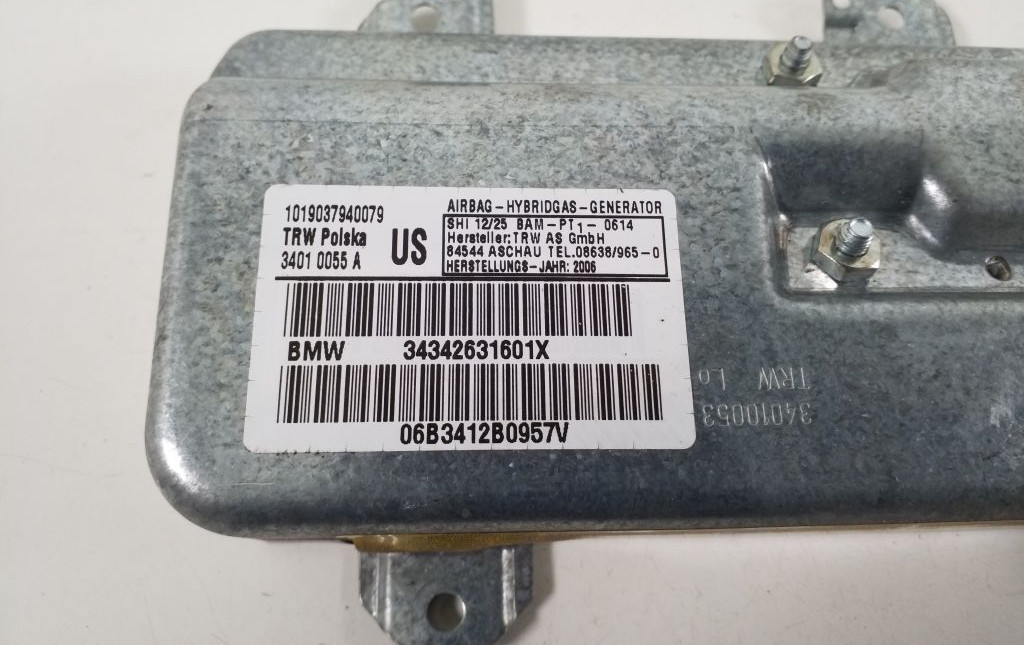 1019037940079
TRW Polska
3401 0055 A
US
AIRBAG-HYBRIDGAS-GENERATOR
SHI 12/25 BAM-PT1- 0614
Hersteller: TRW AS GmbH
84544 ASCHAU TEL.08638/965-0
HERSTELLUNGS-JAHR: 2006
BMW 34342631601X
06B3412B0957V
34010053
TRW Lo